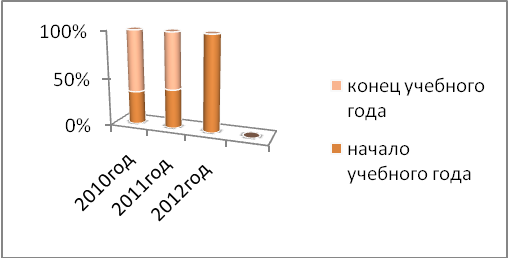 100%
50%
0%
2010год
2011год
2012год
конец учебного
года
начало
учебного года